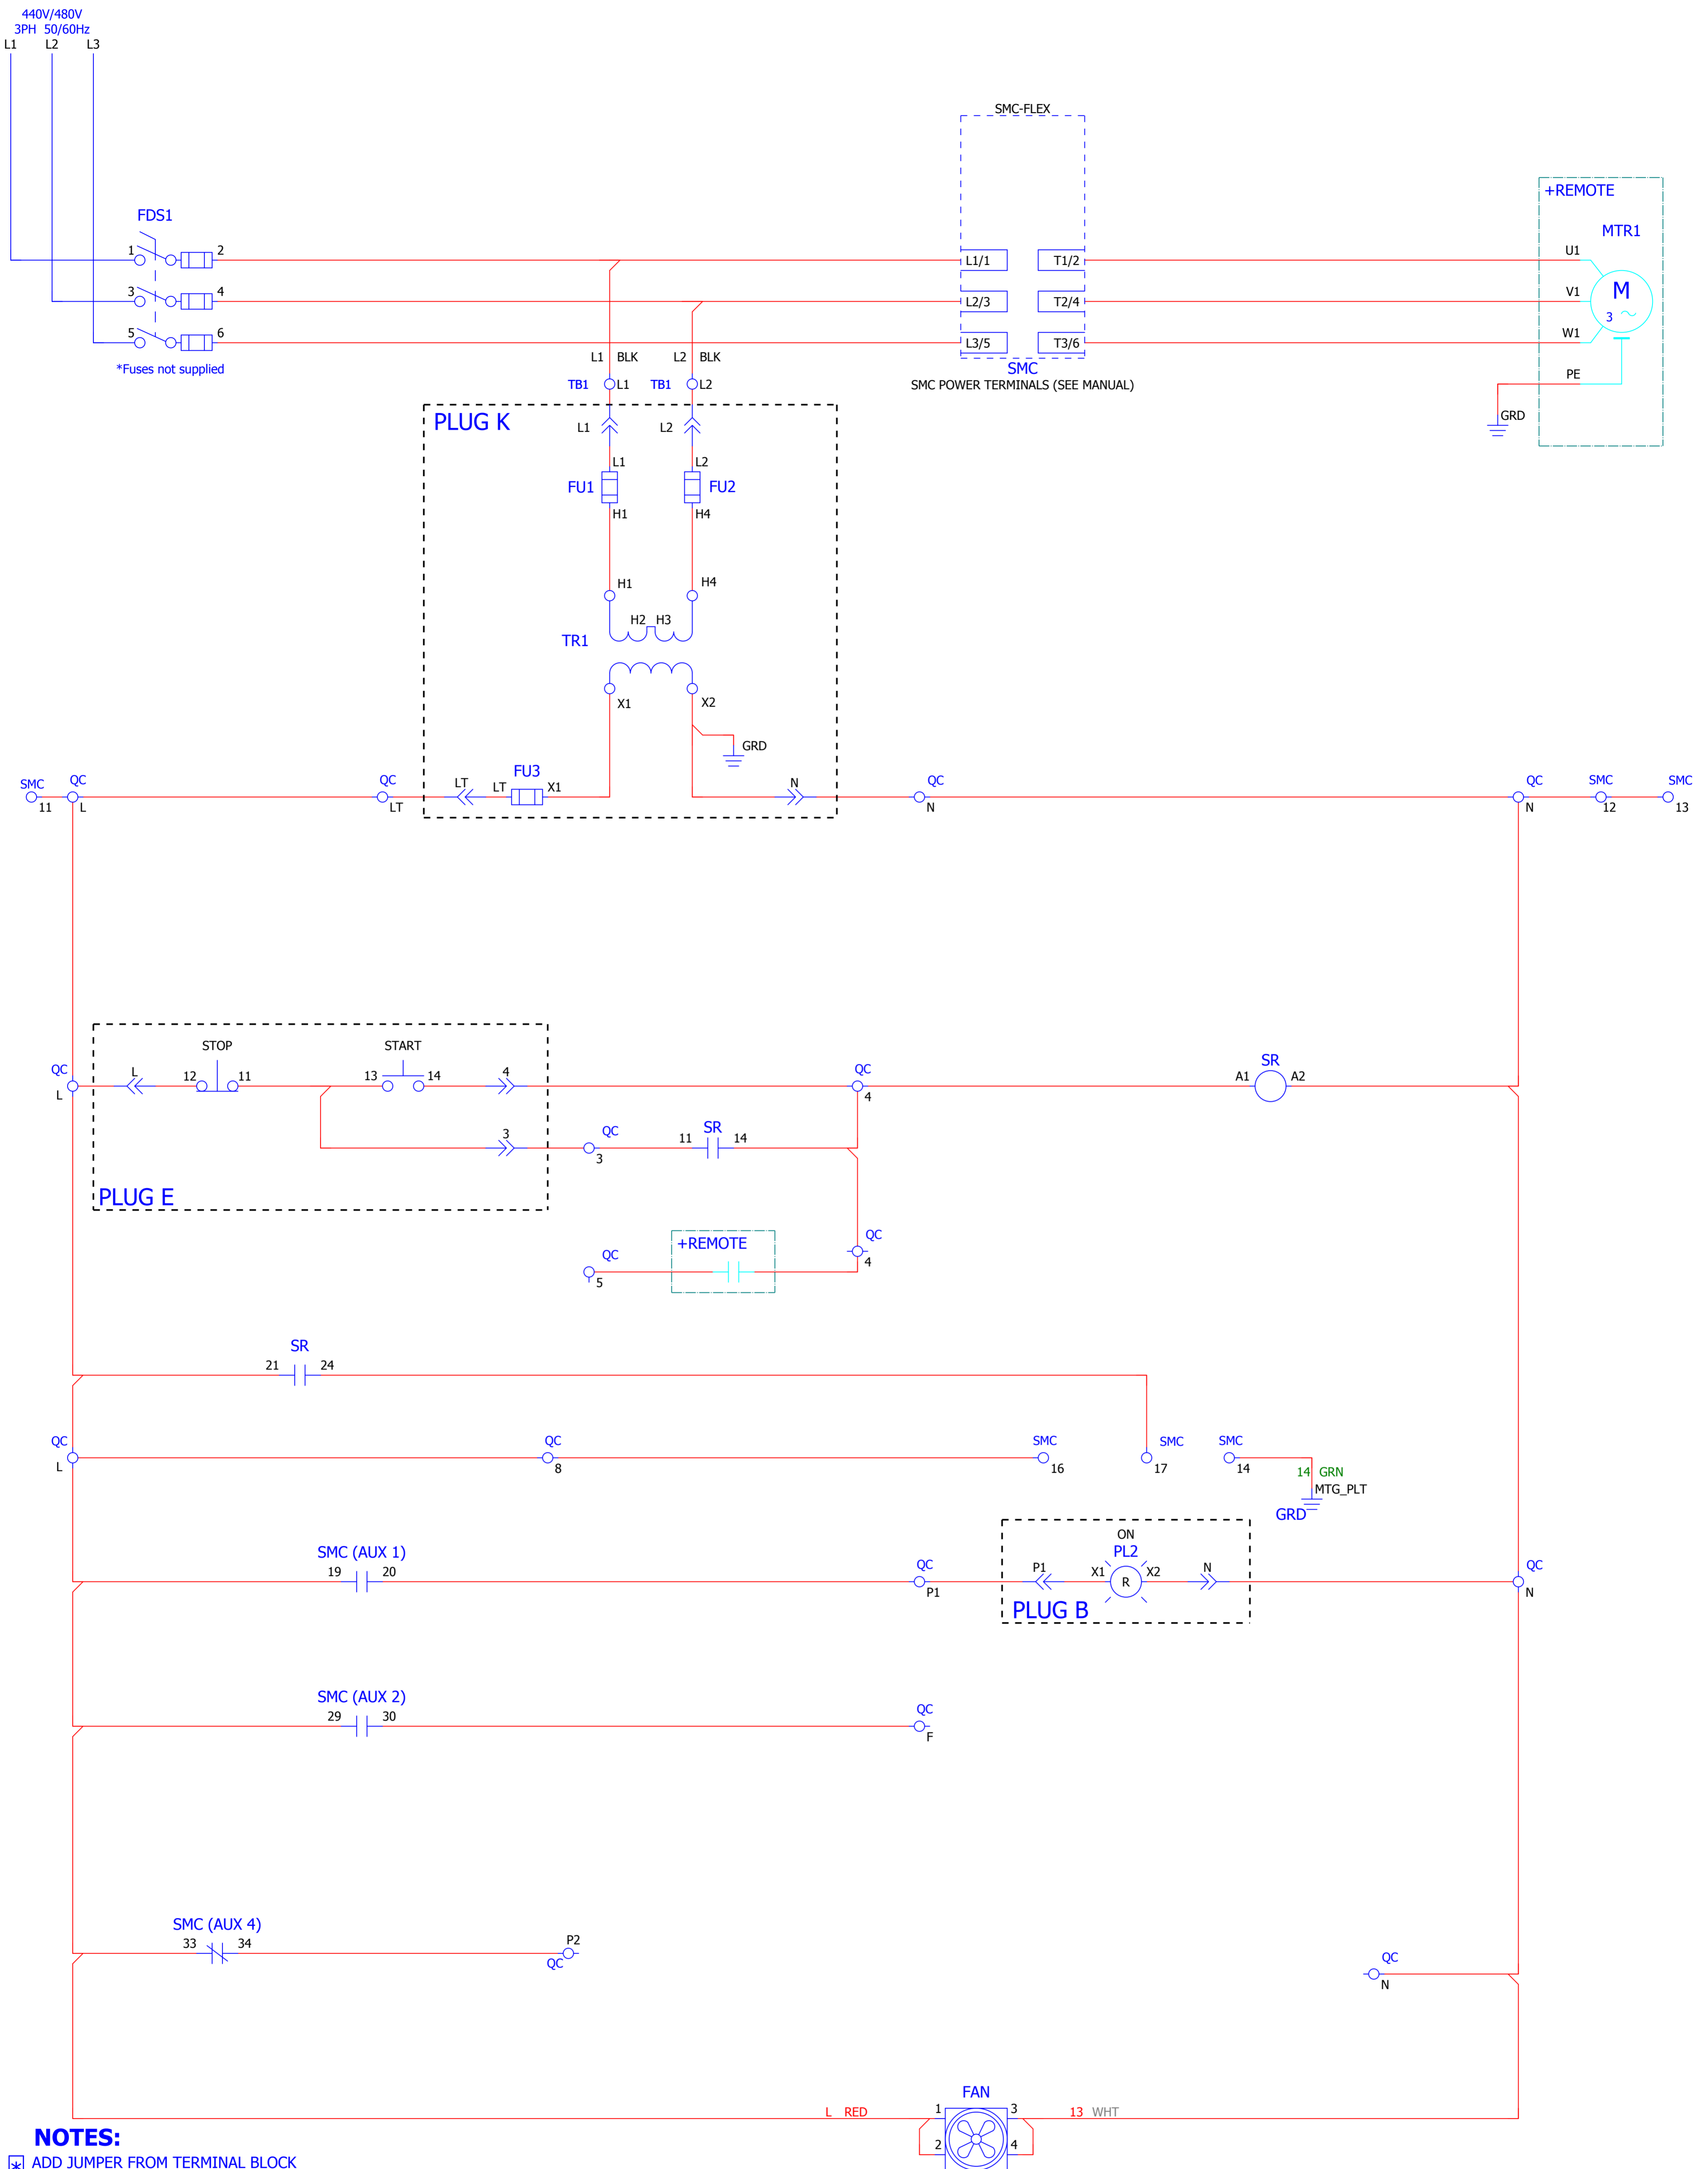 440V/480V
3PH 50/60Hz
L1 L2 L3
SMC-FLEX
+REMOTE
FDS1
MTR1
1 2 L1/1 T1/2 U1
3 4 L2/3 T2/4 V1 M
3
5 6 L3/5 T3/6 W1
*Fuses not supplied
L1 BLK L2 BLK
SMC
SMC POWER TERMINALS (SEE MANUAL)
PE
TB1 L1 TB1 L2
GRD
PLUG K
L1 L2
L1 L2
FU1 FU2
H1 H4
H1 H4
H2 H3
TR1
X1 X2
GRD
FU3
SMC QC QC LT LT X1 N QC QC SMC SMC
11 L LT N N 12 13
STOP START
QC L 12 11 13 14 4 QC A1 SR A2
L 4
3 QC 11 SR 14
3
PLUG E
+REMOTE
QC QC
5 4
SR
21 24
QC QC SMC SMC SMC
L 8 16 17 14
14 GRN
MTG_PLT
GRD
ON
SMC (AUX 1) PL2
19 20 QC P1 X1 R X2 N QC
P1 N
PLUG B
SMC (AUX 2)
29 30 QC
F
SMC (AUX 4)
33 34 P2
QC
QC
N
FAN
L RED 1 3 13 WHT
2 4
NOTES:
* ADD JUMPER FROM TERMINAL BLOCK